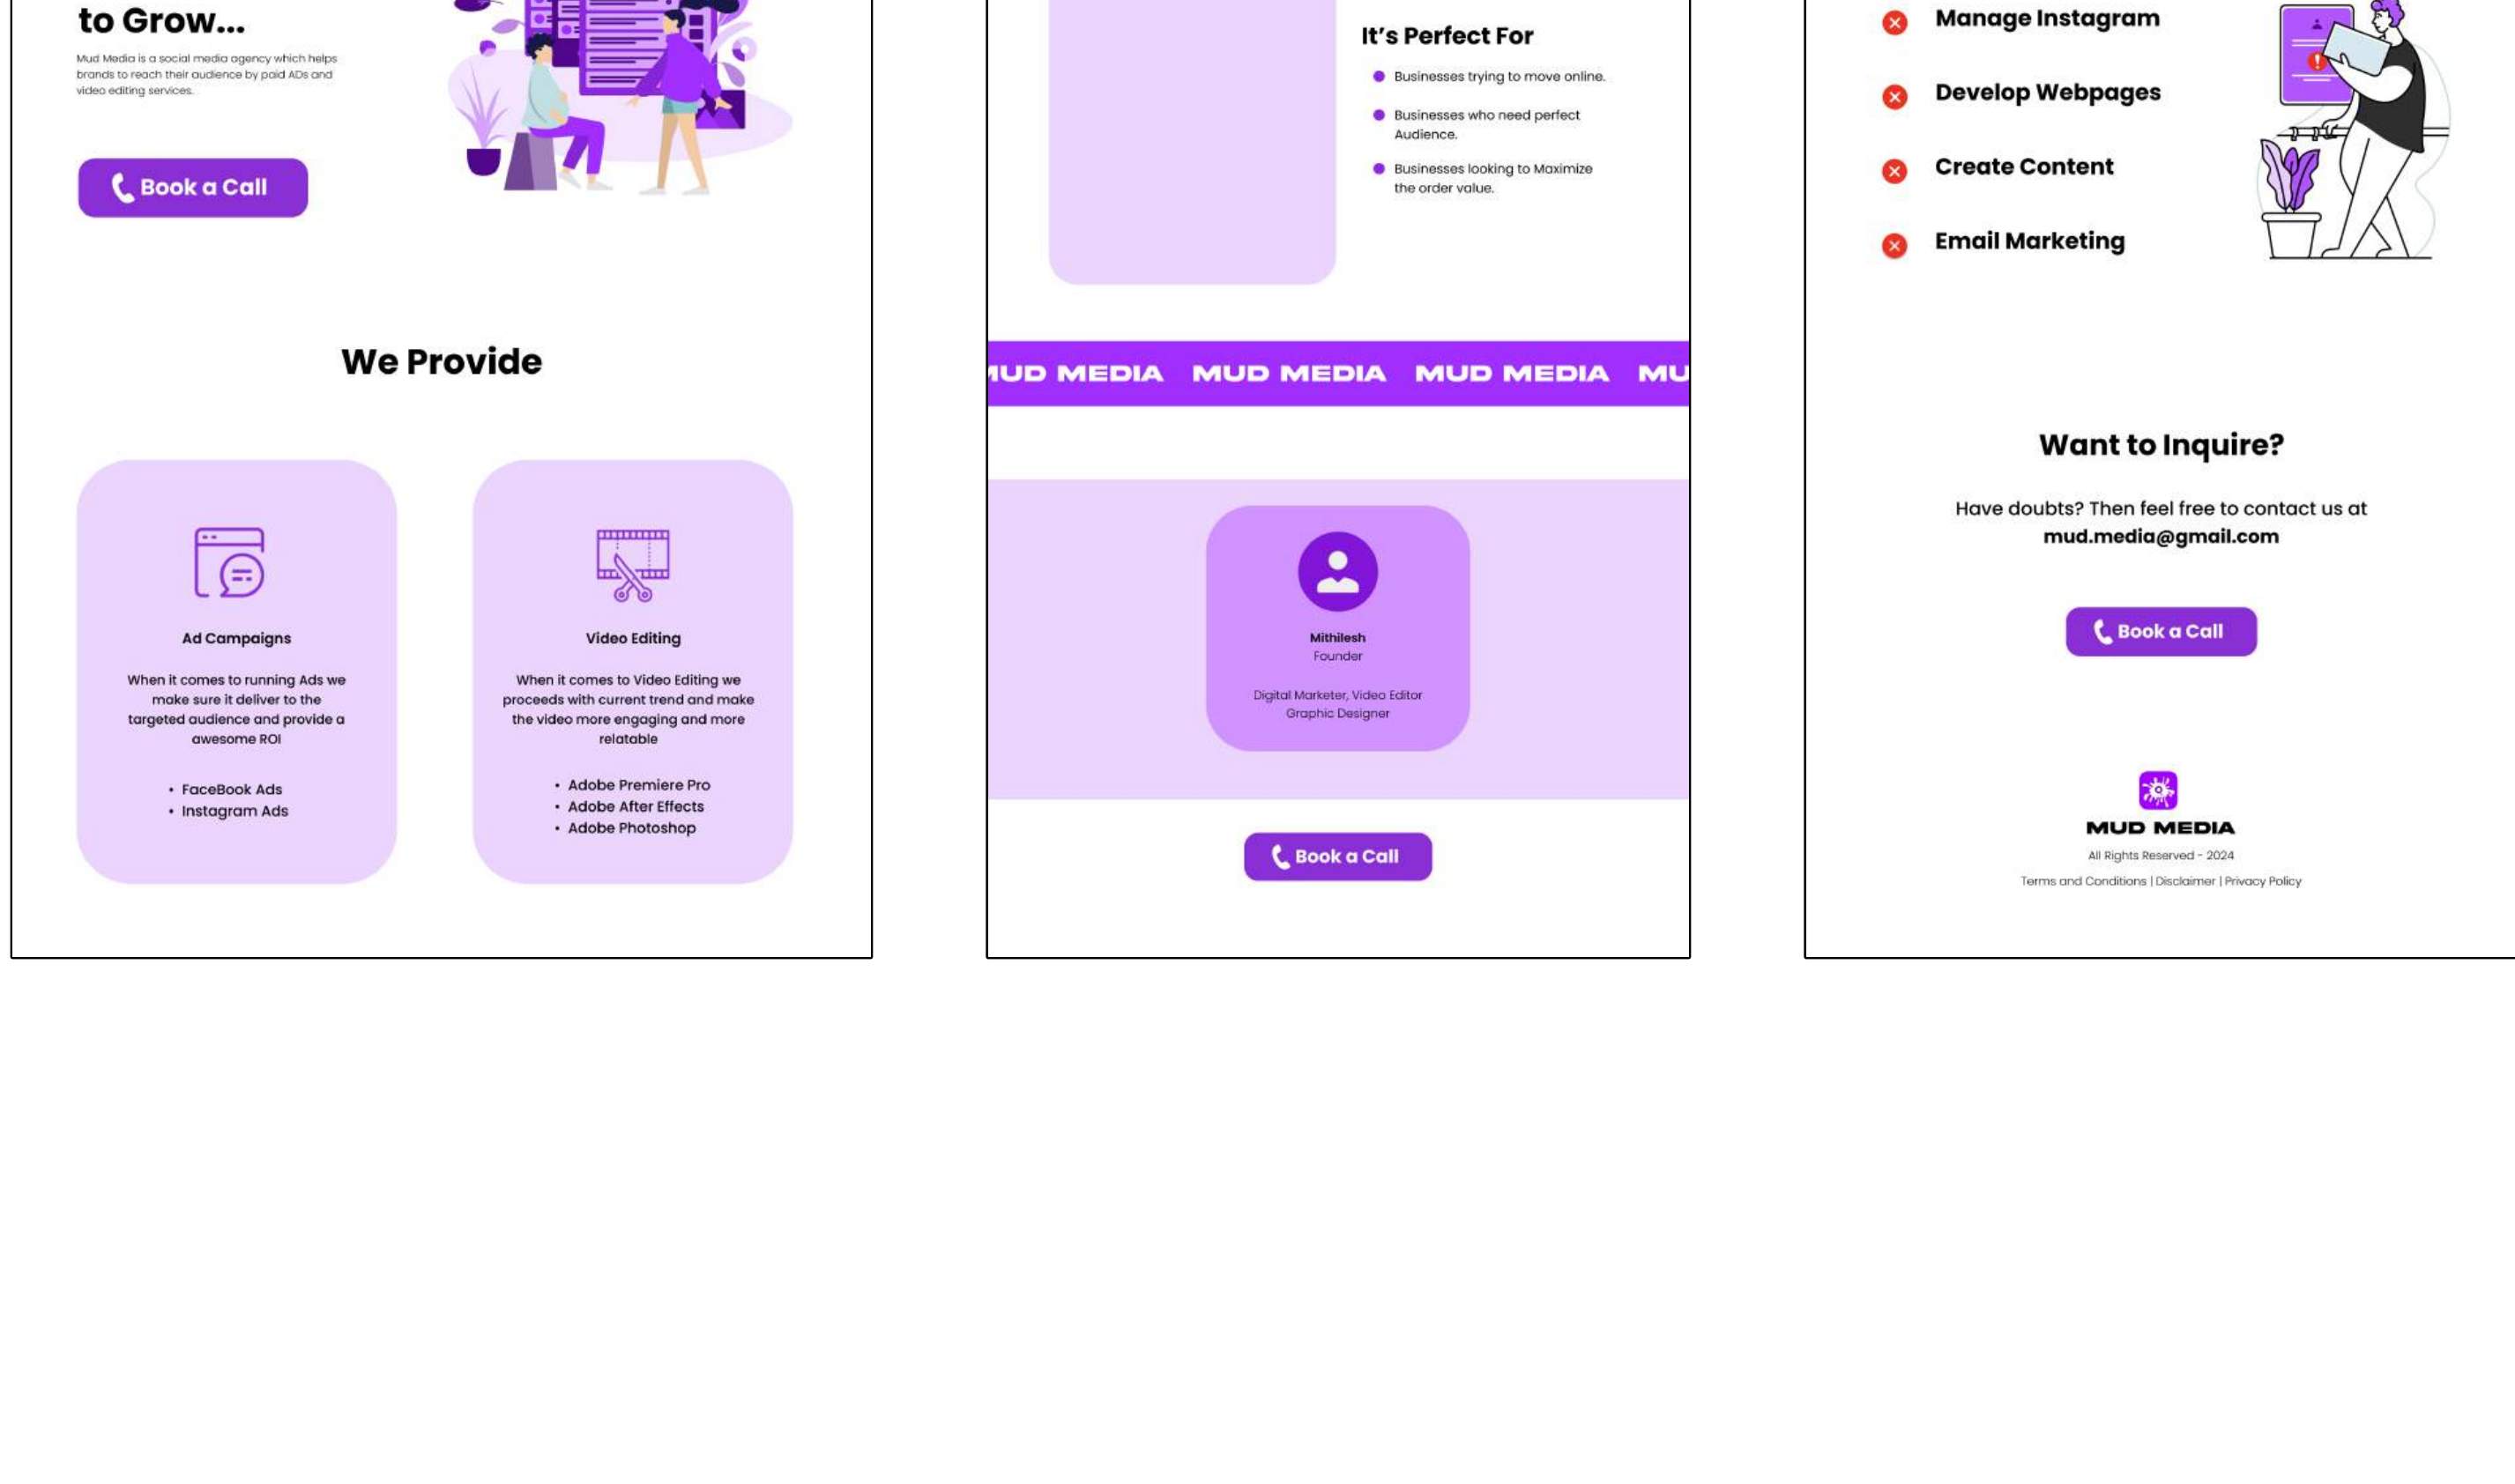 to Grow...
Mud Media is a social media agency which helps
brands to reach their audience by paid ADs and
video editing services.
Book a Call
We Provide
Ad Campaigns
When it comes to running Ads we
make sure it deliver to the
targeted audience and provide a
awesome ROI
• FaceBook Ads
• Instagram Ads
Video Editing
When it comes to Video Editing we
proceeds with current trend and make
the video more engaging and more
relatable
• Adobe Premiere Pro
• Adobe After Effects
• Adobe Photoshop
It's Perfect For
Businesses trying to move online.
Businesses who need perfect
Audience.
Businesses looking to Maximize
the order value.
MUD MEDIA MUD MEDIA MUD MEDIA MU
Mithilesh
Founder
Digital Marketer, Video Editor
Graphic Designer
Book a Call
Manage Instagram
Develop Webpages
Create Content
Email Marketing
Want to Inquire?
Have doubts? Then feel free to contact us at
mud.media@gmail.com
Book a Call
MUD MEDIA
All Rights Reserved - 2024
Terms and Conditions | Disclaimer | Privacy Policy